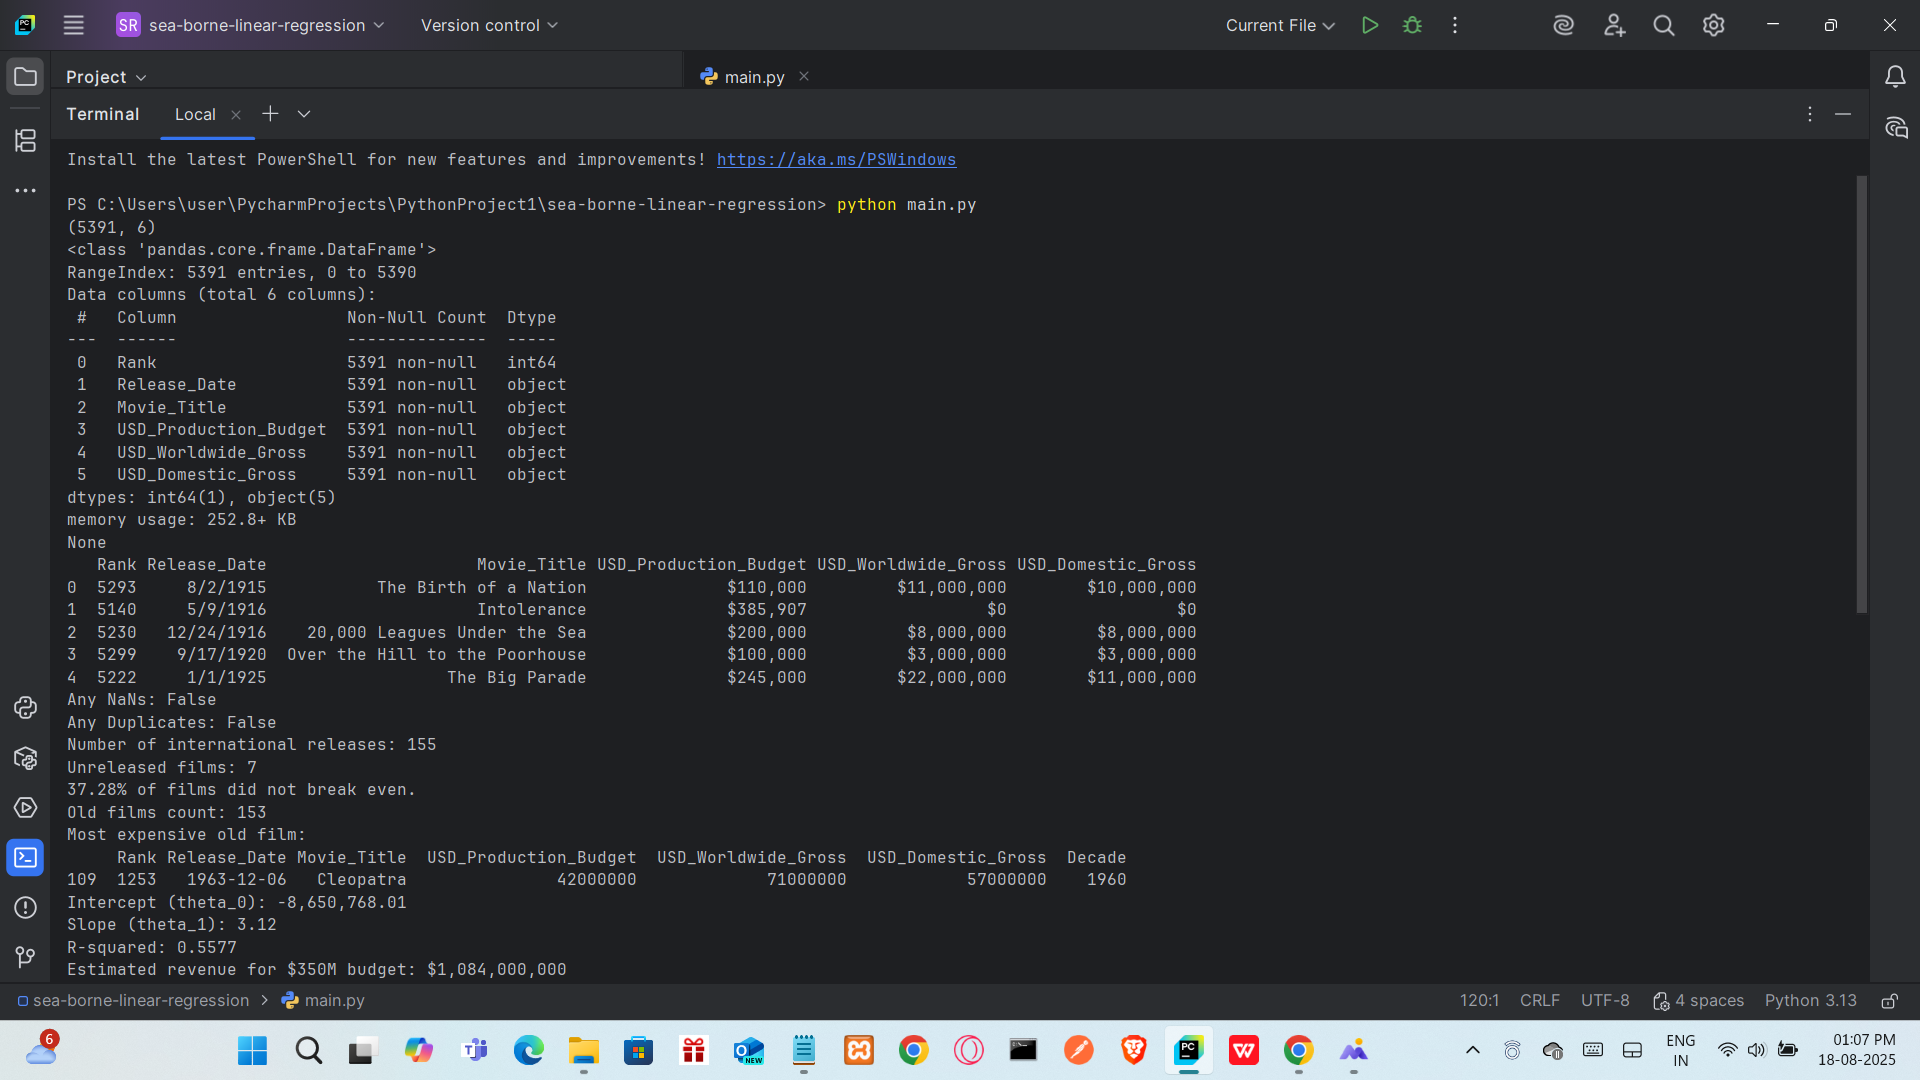 SR sea-borne-linear-regression Version control Current File
Project main.py
Terminal Local
Install the latest PowerShell for new features and improvements! https://aka.ms/PSWindows
PS C:\Users\user\PycharmProjects\PythonProject1\sea-borne-linear-regression> python main.py
(5391, 6)
<class 'pandas.core.frame.DataFrame'>
RangeIndex: 5391 entries, 0 to 5390
Data columns (total 6 columns):
#   Column                 Non-Null Count  Dtype
---  ------                 --------------  -----
0   Rank                   5391 non-null   int64
1   Release_Date           5391 non-null   object
2   Movie_Title            5391 non-null   object
3   USD_Production_Budget  5391 non-null   object
4   USD_Worldwide_Gross    5391 non-null   object
5   USD_Domestic_Gross     5391 non-null   object
dtypes: int64(1), object(5)
memory usage: 252.8+ KB
None
Rank Release_Date                     Movie_Title USD_Production_Budget USD_Worldwide_Gross USD_Domestic_Gross
0  5293     8/2/1915           The Birth of a Nation              $110,000         $11,000,000        $10,000,000
1  5140     5/9/1916                     Intolerance              $385,907                  $0                 $0
2  5230   12/24/1916    20,000 Leagues Under the Sea              $200,000          $8,000,000         $8,000,000
3  5299    9/17/1920  Over the Hill to the Poorhouse              $100,000          $3,000,000         $3,000,000
4  5222     1/1/1925                  The Big Parade              $245,000         $22,000,000        $11,000,000
Any NaNs: False
Any Duplicates: False
Number of international releases: 155
Unreleased films: 7
37.28% of films did not break even.
Old films count: 153
Most expensive old film:
Rank Release_Date Movie_Title  USD_Production_Budget  USD_Worldwide_Gross  USD_Domestic_Gross  Decade
109  1253   1963-12-06   Cleopatra               42000000             71000000            57000000    1960
Intercept (theta_0): -8,650,768.01
Slope (theta_1): 3.12
R-squared: 0.5577
Estimated revenue for $350M budget: $1,084,000,000
sea-borne-linear-regression > main.py 120:1 CRLF UTF-8 4 spaces Python 3.13
6 NEW PC ENG IN 01:07 PM
18-08-2025